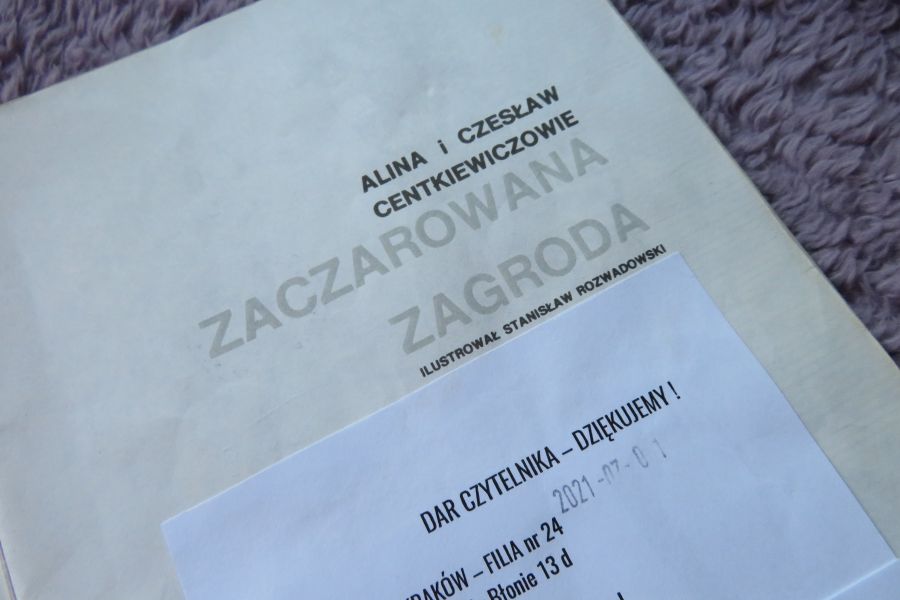 ALINA i CZESŁAW
CENTKIEWICZOWIE
ZACZAROWANA
ZAGRODA
ILUSTROWAŁ STANISŁAW ROZWADOWSKI
DAR CZYTELNIKA – DZIĘKUJEMY !
2021-07-01
– FILIA nr 24
Błonie 13 d